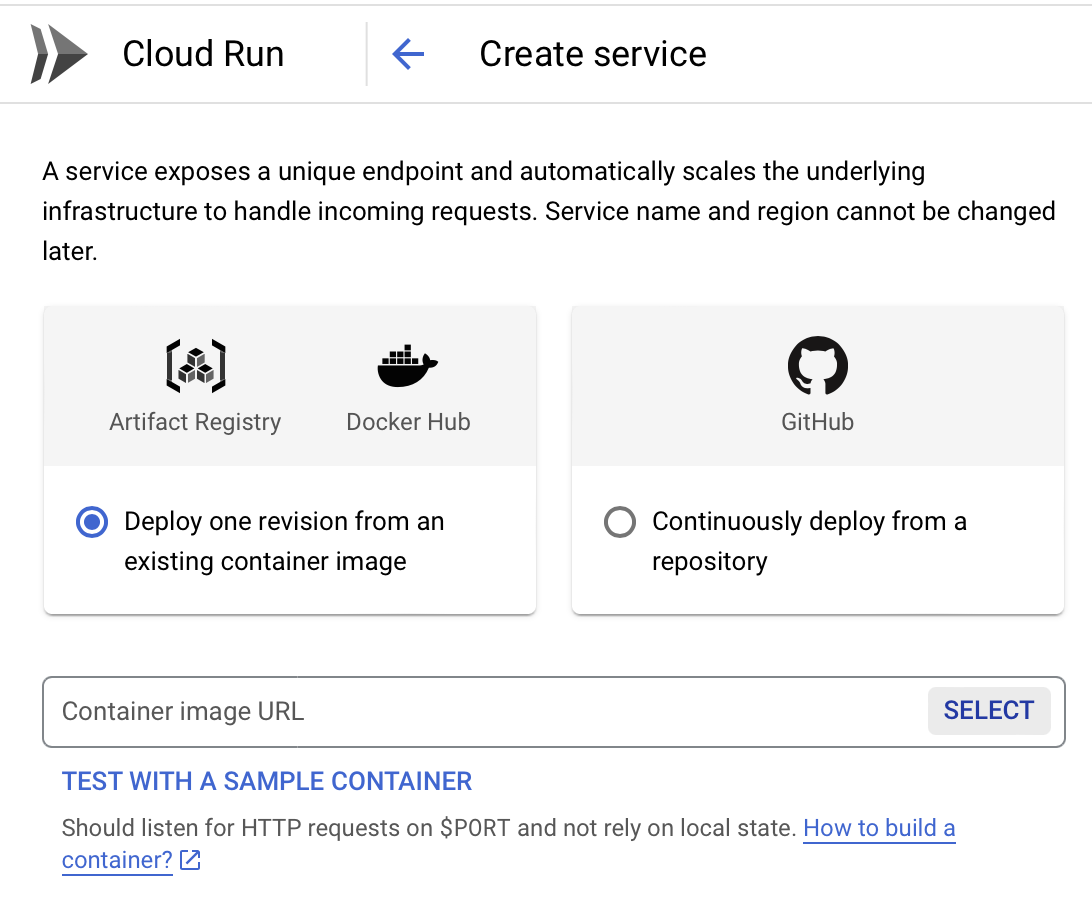 Cloud Run
Create service
A service exposes a unique endpoint and automatically scales the underlying
infrastructure to handle incoming requests. Service name and region cannot be changed
later.
Artifact Registry
Docker Hub
Deploy one revision from an
existing container image
GitHub
Continuously deploy from a
repository
Container image URL
SELECT
TEST WITH A SAMPLE CONTAINER
Should listen for HTTP requests on $PORT and not rely on local state. How to build a
container?